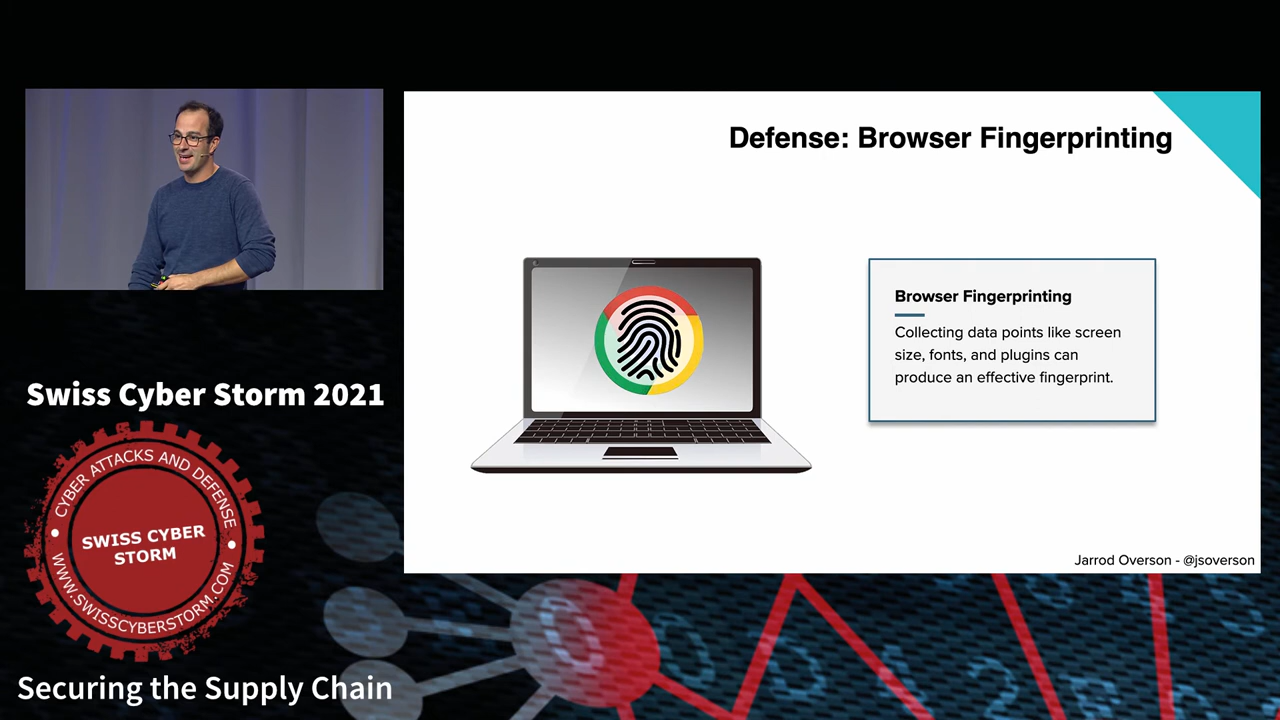 Defense: Browser Fingerprinting
Browser Fingerprinting
Collecting data points like screen
size, fonts, and plugins can
produce an effective fingerprint.
Jarrod Overson - @jsoverson
Swiss Cyber Storm 2021
CYBER ATTACKS AND DEFENSE
SWISS CYBER
STORM
WWW.SWISSCYBERSTORM.COM
Securing the Supply Chain